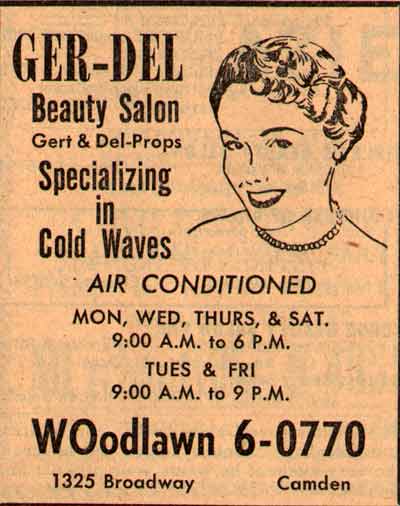 GER-DEL
Beauty Salon
Gert & Del-Props
Specializing
in
Cold Waves
AIR CONDITIONED
MON, WED, THURS, & SAT.
9:00 A.M. to 6 P.M.
TUES & FRI
9:00 A.M. to 9 P.M.
WOodlawn 6-0770
1325 Broadway Camden